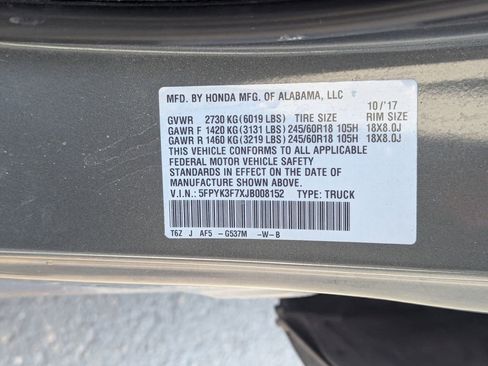 MFD. BY HONDA MFG. OF ALABAMA, LLC
10/'17
GVWR 2730 KG(6019 LBS) TIRE SIZE RIM SIZE
GAWR F 1420 KG(3131 LBS)245/60R18 105H 18X8.0J
GAWR R 1460 KG(3219 LBS)245/60R18 105H 18X8.0J
THIS VEHICLE CONFORMS TO ALL APPLICABLE
FEDERAL MOTOR VEHICLE SAFETY
STANDARDS IN EFFECT ON THE DATE OF
MANUFACTURE SHOWN ABOVE.
V.I.N.: 5FPYK3F7XJB008152 TYPE: TRUCK
T6Z J AF5 -G537M -W-B